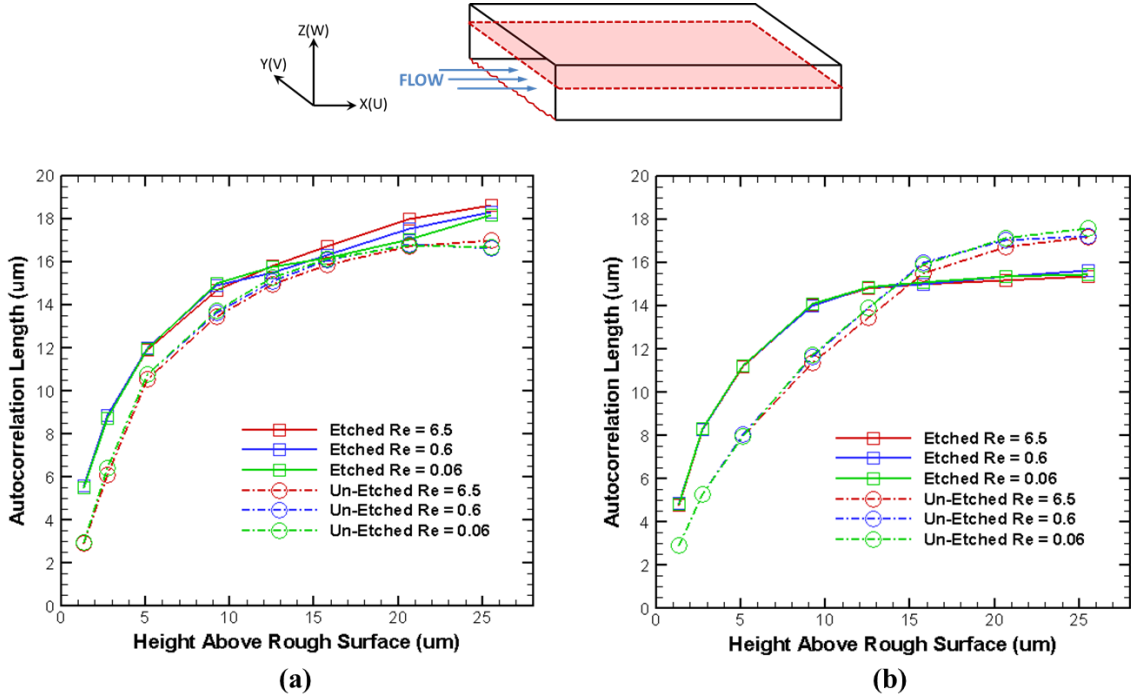 Z(W)
Y(V)
X(U)
FLOW
20
18
16
14
12
10
8
6
4
2
0
0 5 10 15 20 25
Autocorrelation Length (um)
Height Above Rough Surface (um)
Etched Re = 6.5
Etched Re = 0.6
Etched Re = 0.06
Un-Etched Re = 6.5
Un-Etched Re = 0.6
Un-Etched Re = 0.06
(a)
20
18
16
14
12
10
8
6
4
2
0
0 5 10 15 20 25
Autocorrelation Length (um)
Height Above Rough Surface (um)
Etched Re = 6.5
Etched Re = 0.6
Etched Re = 0.06
Un-Etched Re = 6.5
Un-Etched Re = 0.6
Un-Etched Re = 0.06
(b)